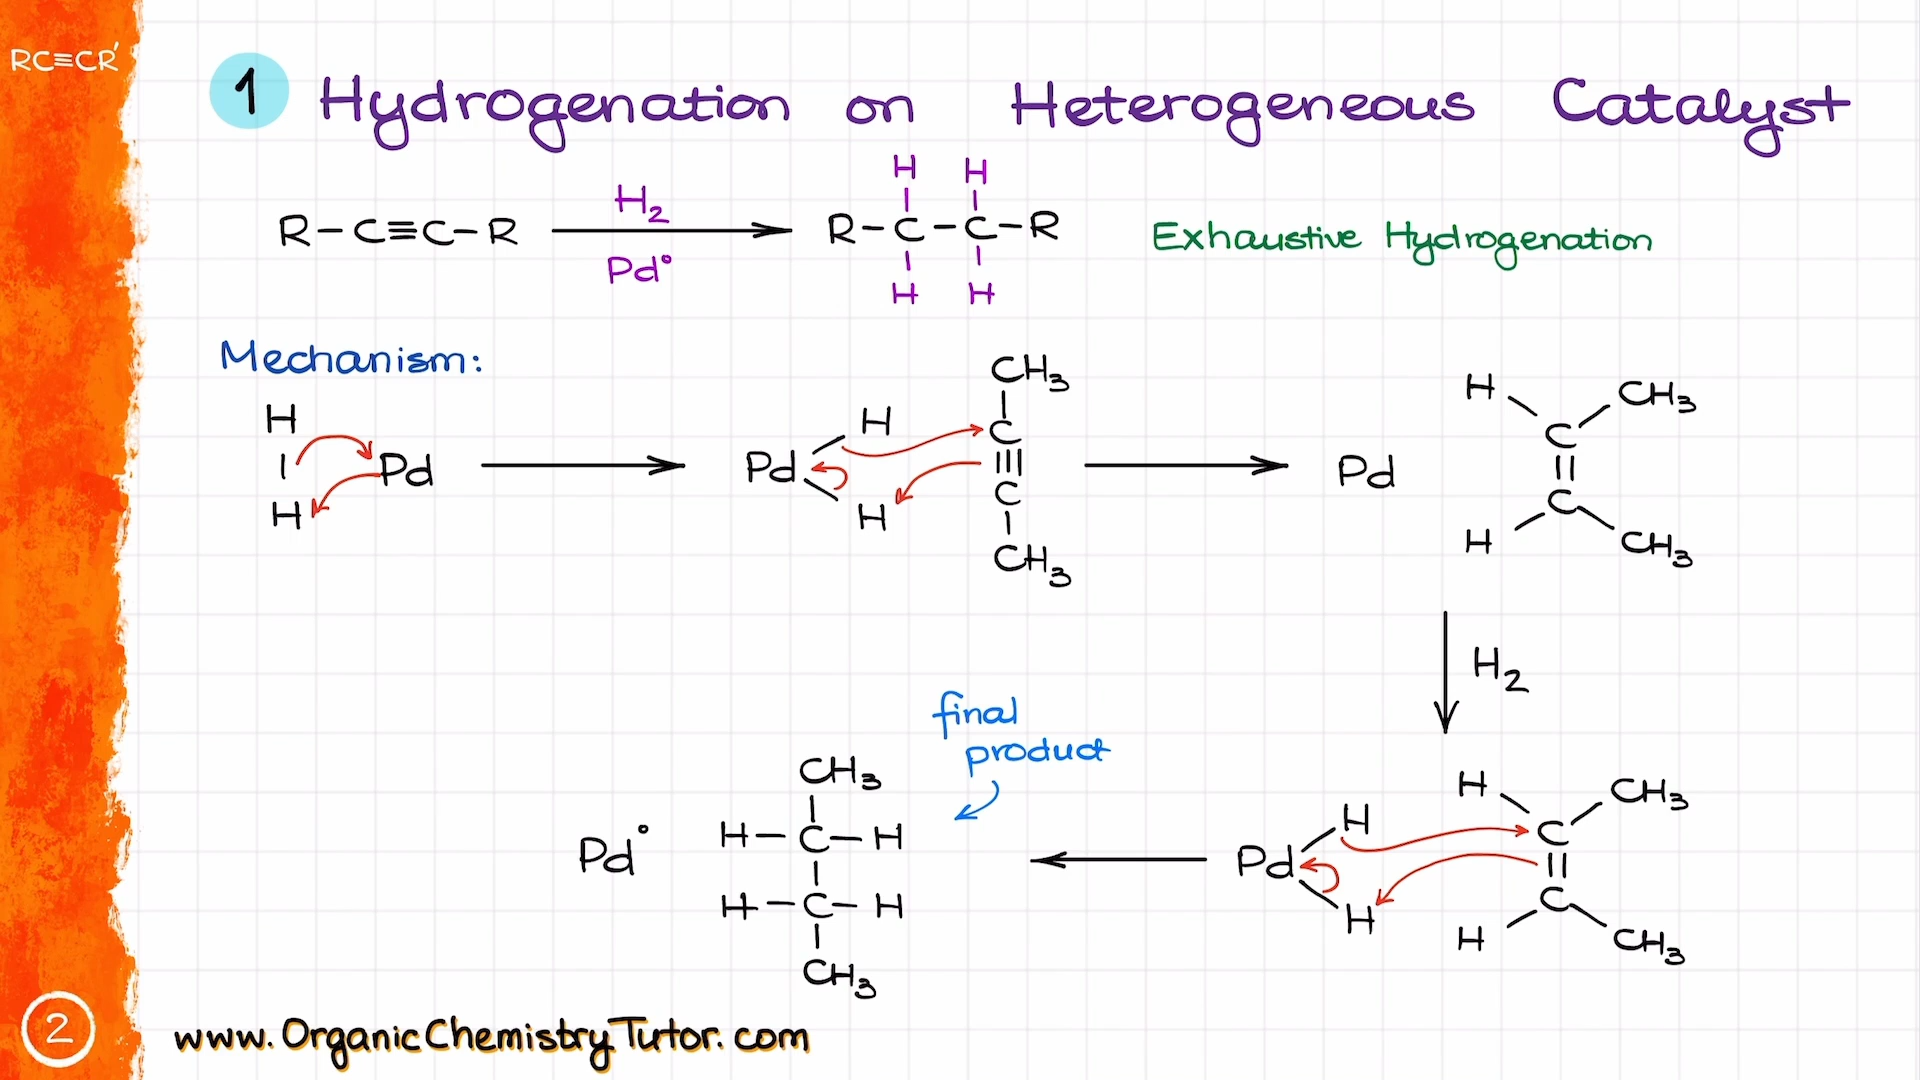 RC≡CR'
1 Hydrogenation on Heterogeneous Catalyst
H H
R-C≡C-R H₂ Pd° R-C-C-R Exhaustive Hydrogenation
H H
Mechanism:
H
|
H Pd
Pd H H
CH₃
C
≡
C
CH₃
Pd
H CH₃
C
=
C
H CH₃
H₂
Pd H H
H CH₃
C
=
C
H CH₃
final
product
Pd°
CH₃
H-C-H
H-C-H
CH₃
2
www.OrganicChemistryTutor.com